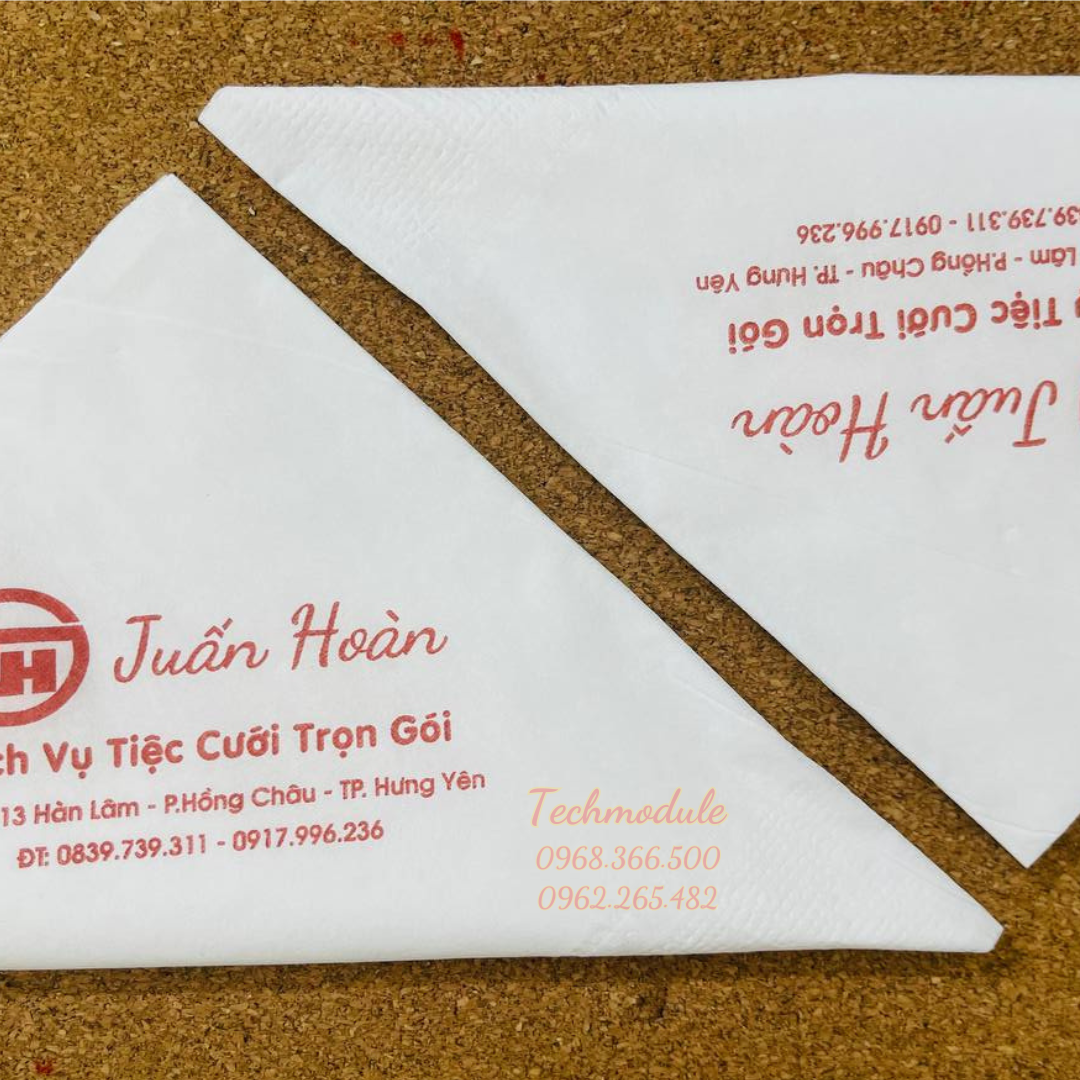 H
Juấn Hoàn
ch Vụ Tiệc Cưới Trọn Gói
13 Hàn Lâm - P.Hồng Châu - TP. Hưng Yên
ĐT: 0839.739.311 - 0917.996.236
Juấn Hoàn
Tiệc Cưới Trọn Gói
Lâm - P.Hồng Châu - TP. Hưng Yên
39.739.311 - 0917.996.236
Techmodule
0968.366.500
0962.265.482